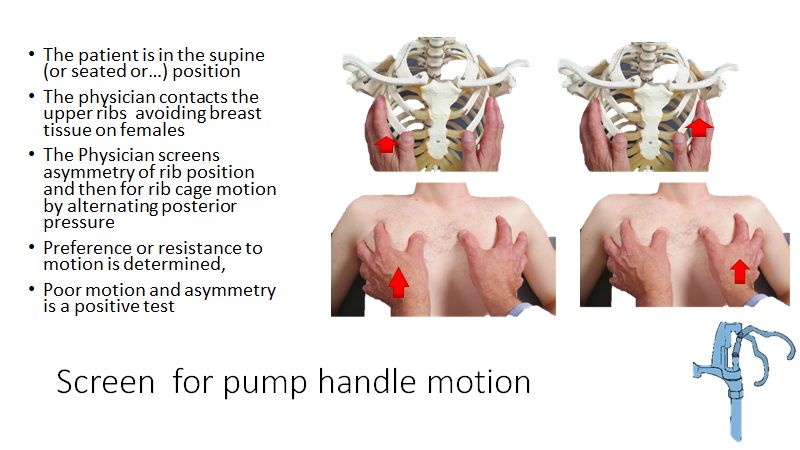 • The patient is in the supine
(or seated or…) position
• The physician contacts the
upper ribs  avoiding breast
tissue on females
• The Physician screens
asymmetry of rib position
and then for rib cage motion
by alternating posterior
pressure
• Preference or resistance to
motion is determined,
• Poor motion and asymmetry
is a positive test
Screen  for pump handle motion